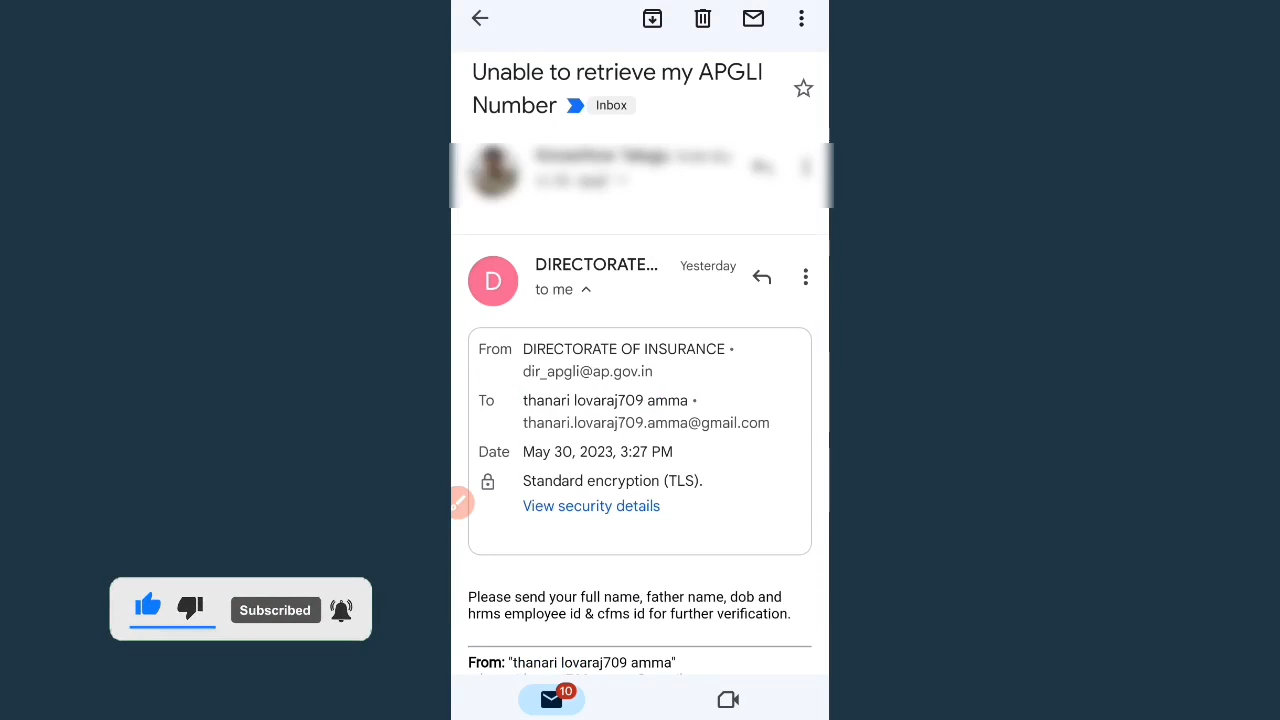 Unable to retrieve my APGLI
Number Inbox
DIRECTORATE... Yesterday
D
to me
From DIRECTORATE OF INSURANCE •
dir_apgli@ap.gov.in
To thanari lovaraj709 amma •
thanari.lovaraj709.amma@gmail.com
Date May 30, 2023, 3:27 PM
Standard encryption (TLS).
View security details
Please send your full name, father name, dob and
hrms employee id & cfms id for further verification.
Subscribed
From: "thanari lovaraj709 amma"
10